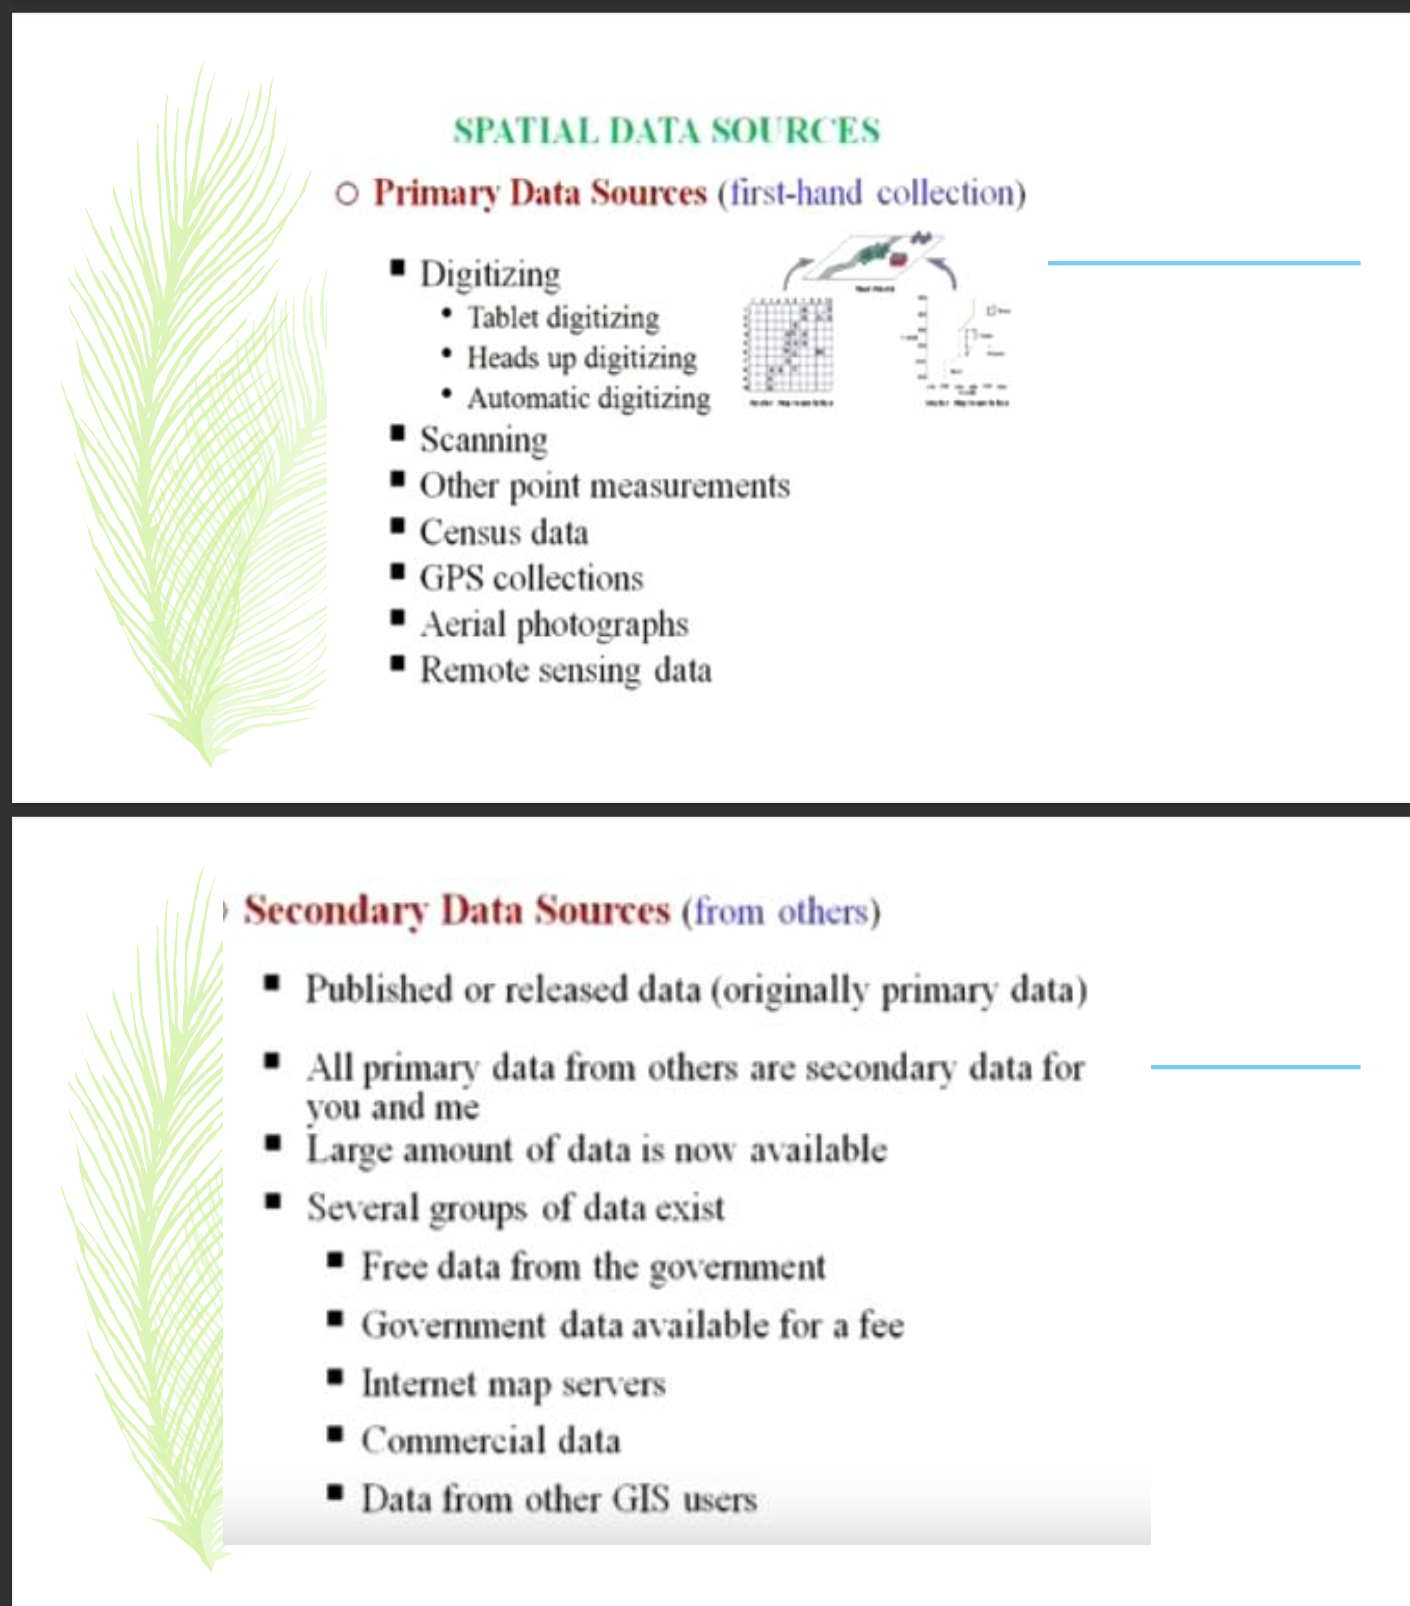 SPATIAL DATA SOURCES
Primary Data Sources (first-hand collection)
Digitizing
Tablet digitizing
Heads up digitizing
Automatic digitizing
Scanning
Other point measurements
Census data
GPS collections
Aerial photographs
Remote sensing data
Secondary Data Sources (from others)
Published or released data (originally primary data)
All primary data from others are secondary data for
you and me
Large amount of data is now available
Several groups of data exist
Free data from the government
Government data available for a fee
Internet map servers
Commercial data
Data from other GIS users